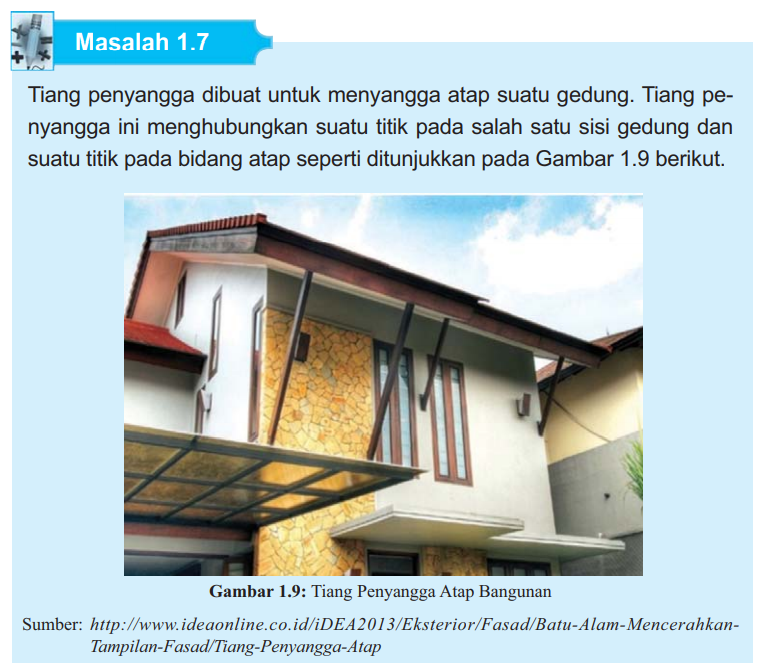 Masalah 1.7
Tiang penyangga dibuat untuk menyangga atap suatu gedung. Tiang pe-
nyangga ini menghubungkan suatu titik pada salah satu sisi gedung dan
suatu titik pada bidang atap seperti ditunjukkan pada Gambar 1.9 berikut.
Gambar 1.9: Tiang Penyangga Atap Bangunan
Sumber: http://www.ideaonline.co.id/iDEA2013/Eksterior/Fasad/Batu-Alam-Mencerahkan-
Tampilan-Fasad/Tiang-Penyangga-Atap